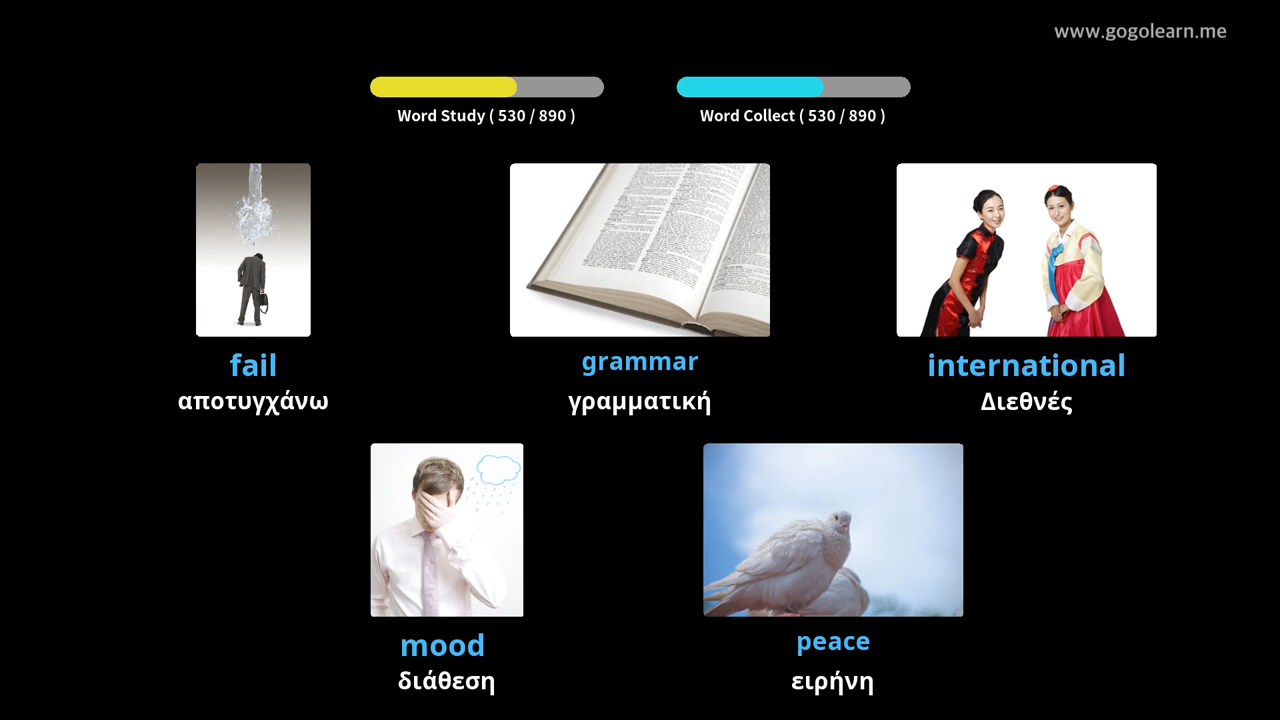 www.gogolearn.me
Word Study ( 530 / 890 )
Word Collect ( 530 / 890 )
fail
αποτυγχάνω
grammar
γραμματική
international
Διεθνές
mood
διάθεση
peace
ειρήνη